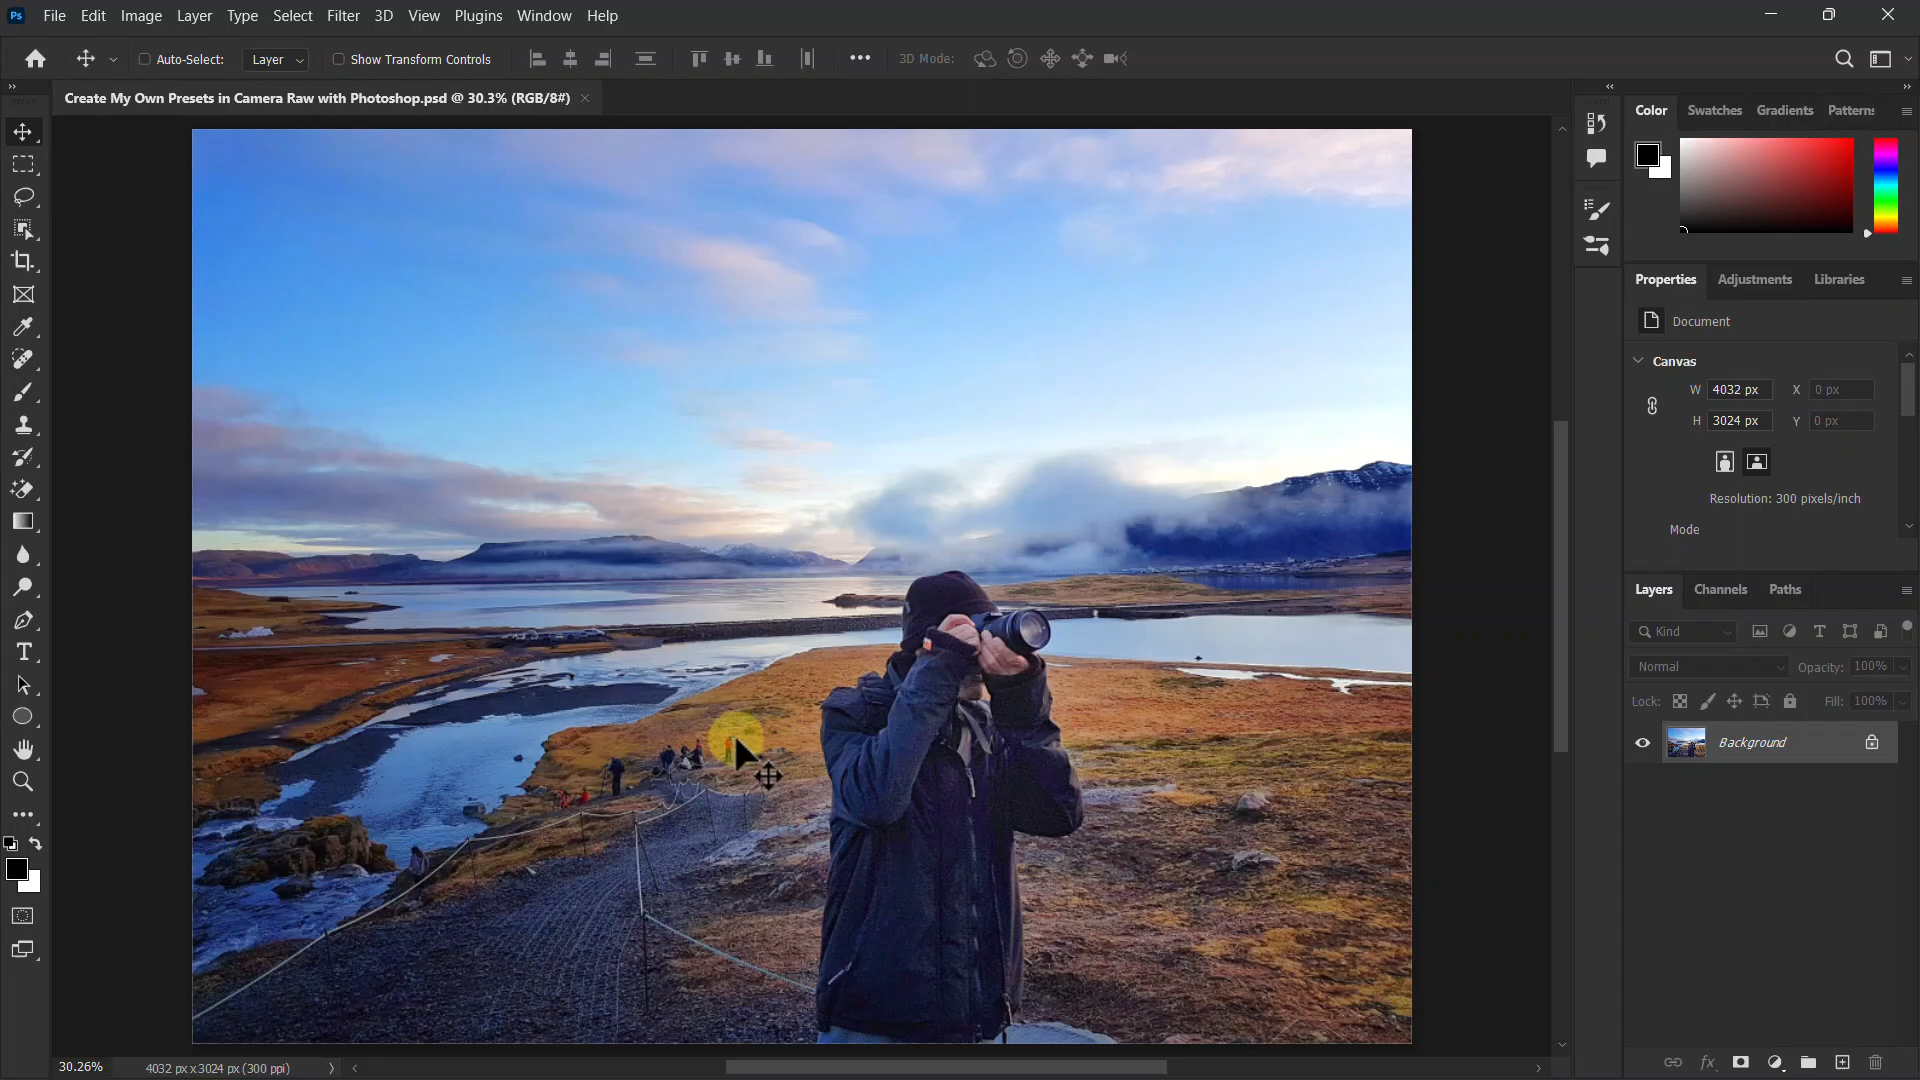 Ps File Edit Image Layer Type Select Filter 3D View Plugins Window Help
Auto-Select: Layer Show Transform Controls 3D Mode:
Create My Own Presets in Camera Raw with Photoshop.psd @ 30.3% (RGB/8#)
Color Swatches Gradients Patterns
Properties Adjustments Libraries
Document
Canvas
W 4032 px X 0 px
H 3024 px Y 0 px
Resolution: 300 pixels/inch
Mode
Layers Channels Paths
Kind
Normal Opacity: 100%
Lock: Fill: 100%
Background
fx
30.26% 4032 px x 3024 px (300 ppi)